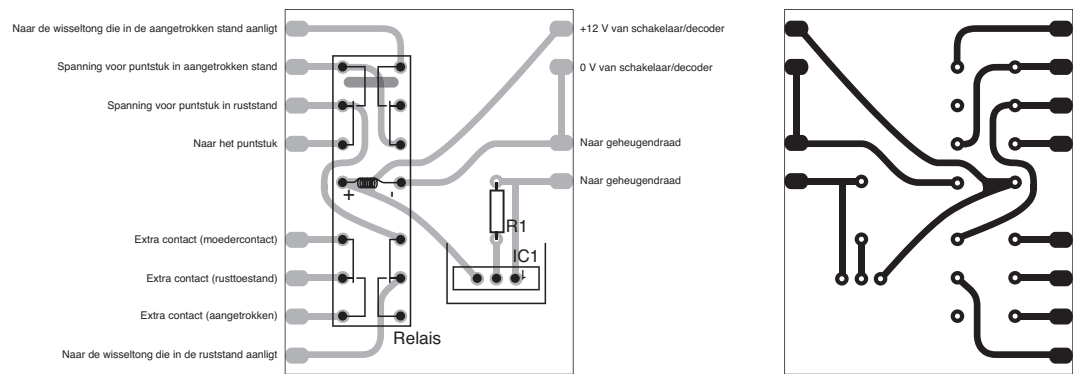 Naar de wisseltong die in de aangetrokken stand aanligt
+12 V van schakelaar/decoder
Spanning voor puntstuk in aangetrokken stand
0 V van schakelaar/decoder
Spanning voor puntstuk in ruststand
Naar het puntstuk
Naar geheugendraad
Naar geheugendraad
+ -
R1
Extra contact (moedercontact)
IC1
Extra contact (rusttoestand)
Extra contact (aangetrokken)
Relais
Naar de wisseltong die in de ruststand aanligt